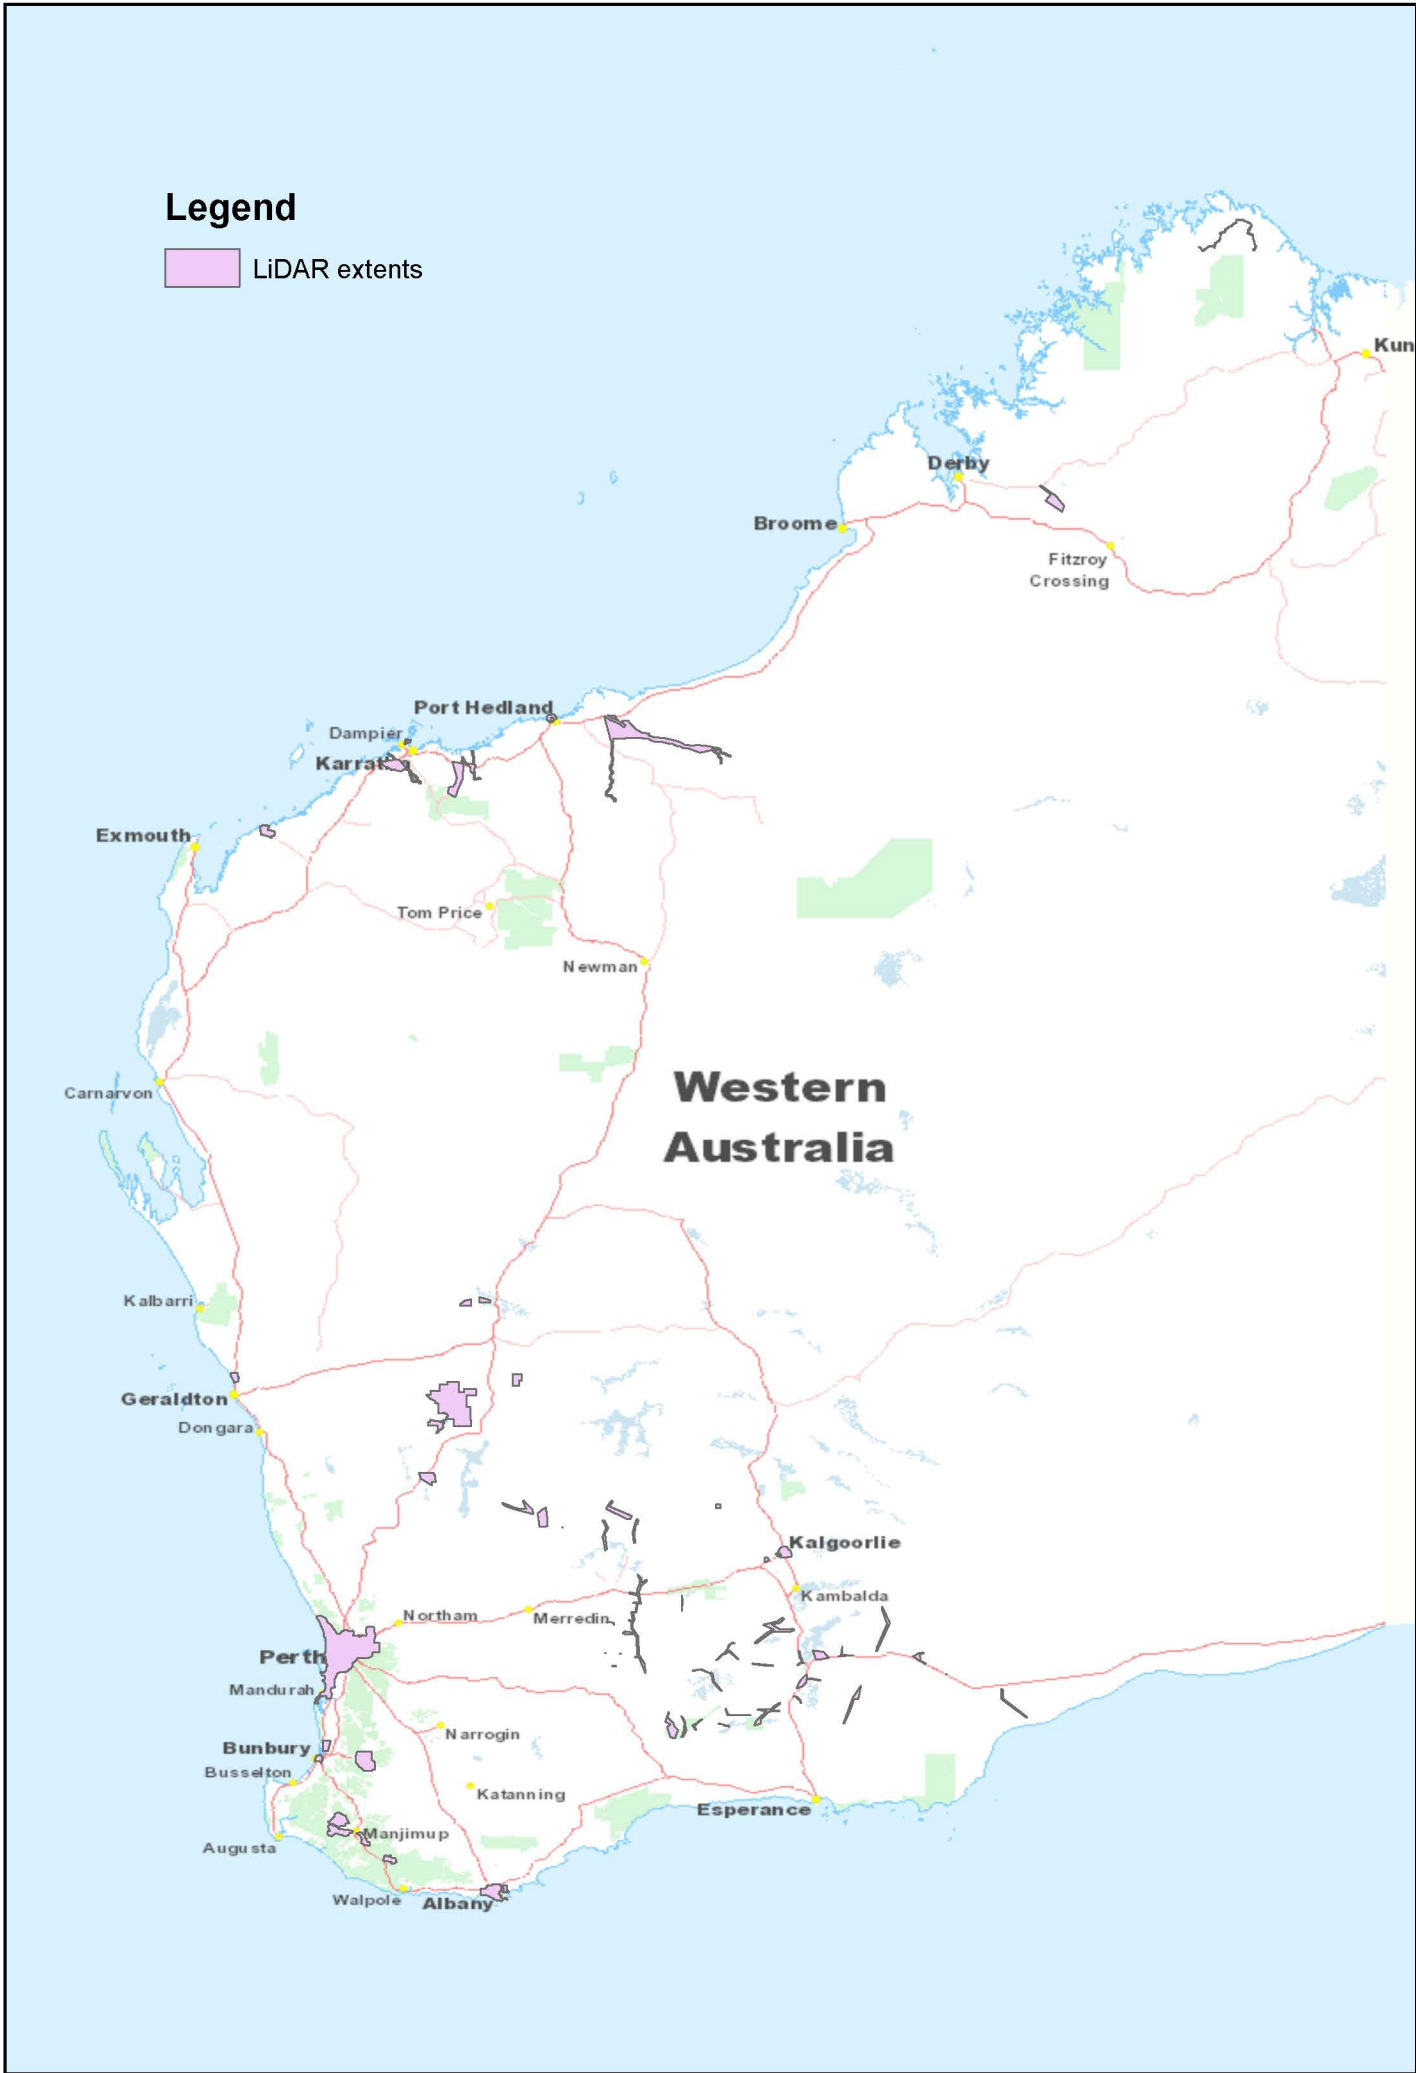 Legend
LiDAR extents
Kun
Derby
Broome
Fitzroy
Crossing
Port Hedland
Dampier
Exmouth
Tom Price
Newman
Western
Australia
Carnarvon
Kalbarri
Geraldton
Dongara
Kalgoorlie
Kambalda
Northam
Merredin
Perth
Mandurah
Narrogin
Bunbury
Busselton
Katanning
Esperance
Manjimup
Augusta
Walpole
Albany